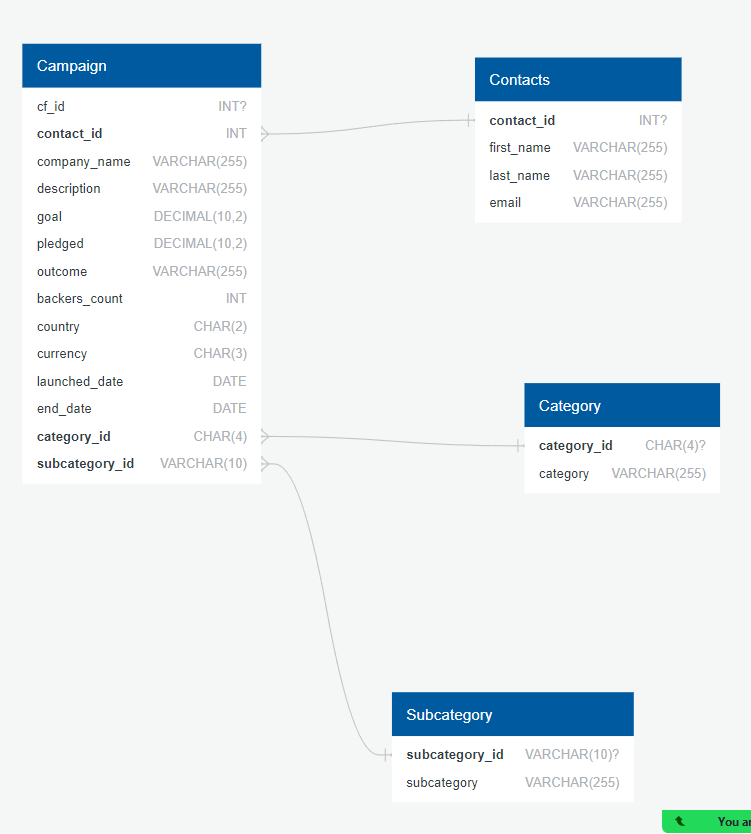 Campaign
cf_id INT?
contact_id INT
company_name VARCHAR(255)
description VARCHAR(255)
goal DECIMAL(10,2)
pledged DECIMAL(10,2)
outcome VARCHAR(255)
backers_count INT
country CHAR(2)
currency CHAR(3)
launched_date DATE
end_date DATE
category_id CHAR(4)
subcategory_id VARCHAR(10)
Contacts
contact_id INT?
first_name VARCHAR(255)
last_name VARCHAR(255)
email VARCHAR(255)
Category
category_id CHAR(4)?
category VARCHAR(255)
Subcategory
subcategory_id VARCHAR(10)?
subcategory VARCHAR(255)
You